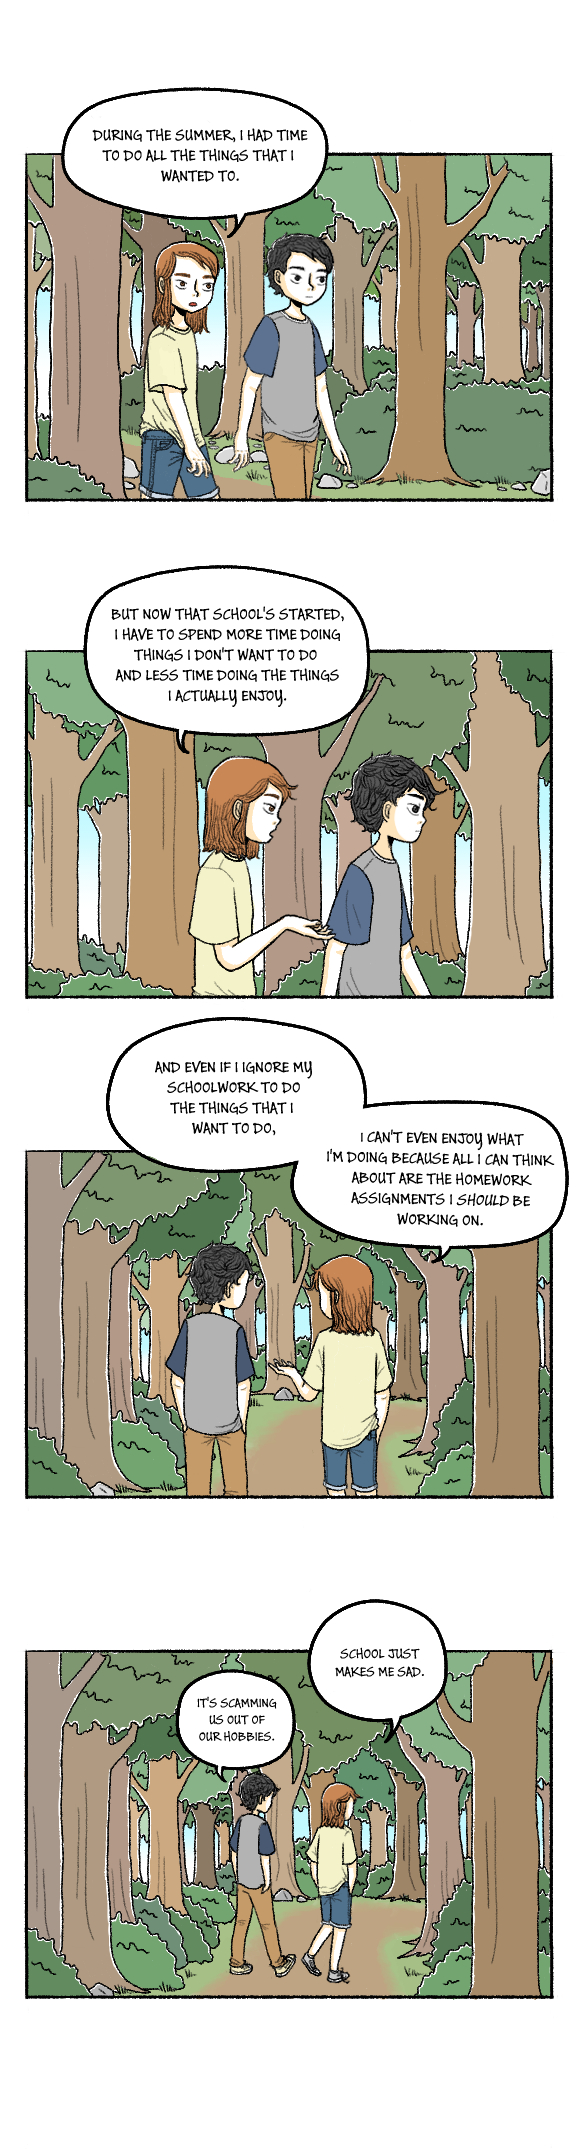 DURING THE SUMMER, I HAD TIME
TO DO ALL THE THINGS THAT I
WANTED TO.
BUT NOW THAT SCHOOL'S STARTED,
I HAVE TO SPEND MORE TIME DOING
THINGS I DON'T WANT TO DO
AND LESS TIME DOING THE THINGS
I ACTUALLY ENJOY.
AND EVEN IF I IGNORE MY
SCHOOLWORK TO DO
THE THINGS THAT I
WANT TO DO,
I CAN'T EVEN ENJOY WHAT
I'M DOING BECAUSE ALL I CAN THINK
ABOUT ARE THE HOMEWORK
ASSIGNMENTS I SHOULD BE
WORKING ON.
SCHOOL JUST
MAKES ME SAD.
IT'S SCAMMING
US OUT OF
OUR HOBBIES.